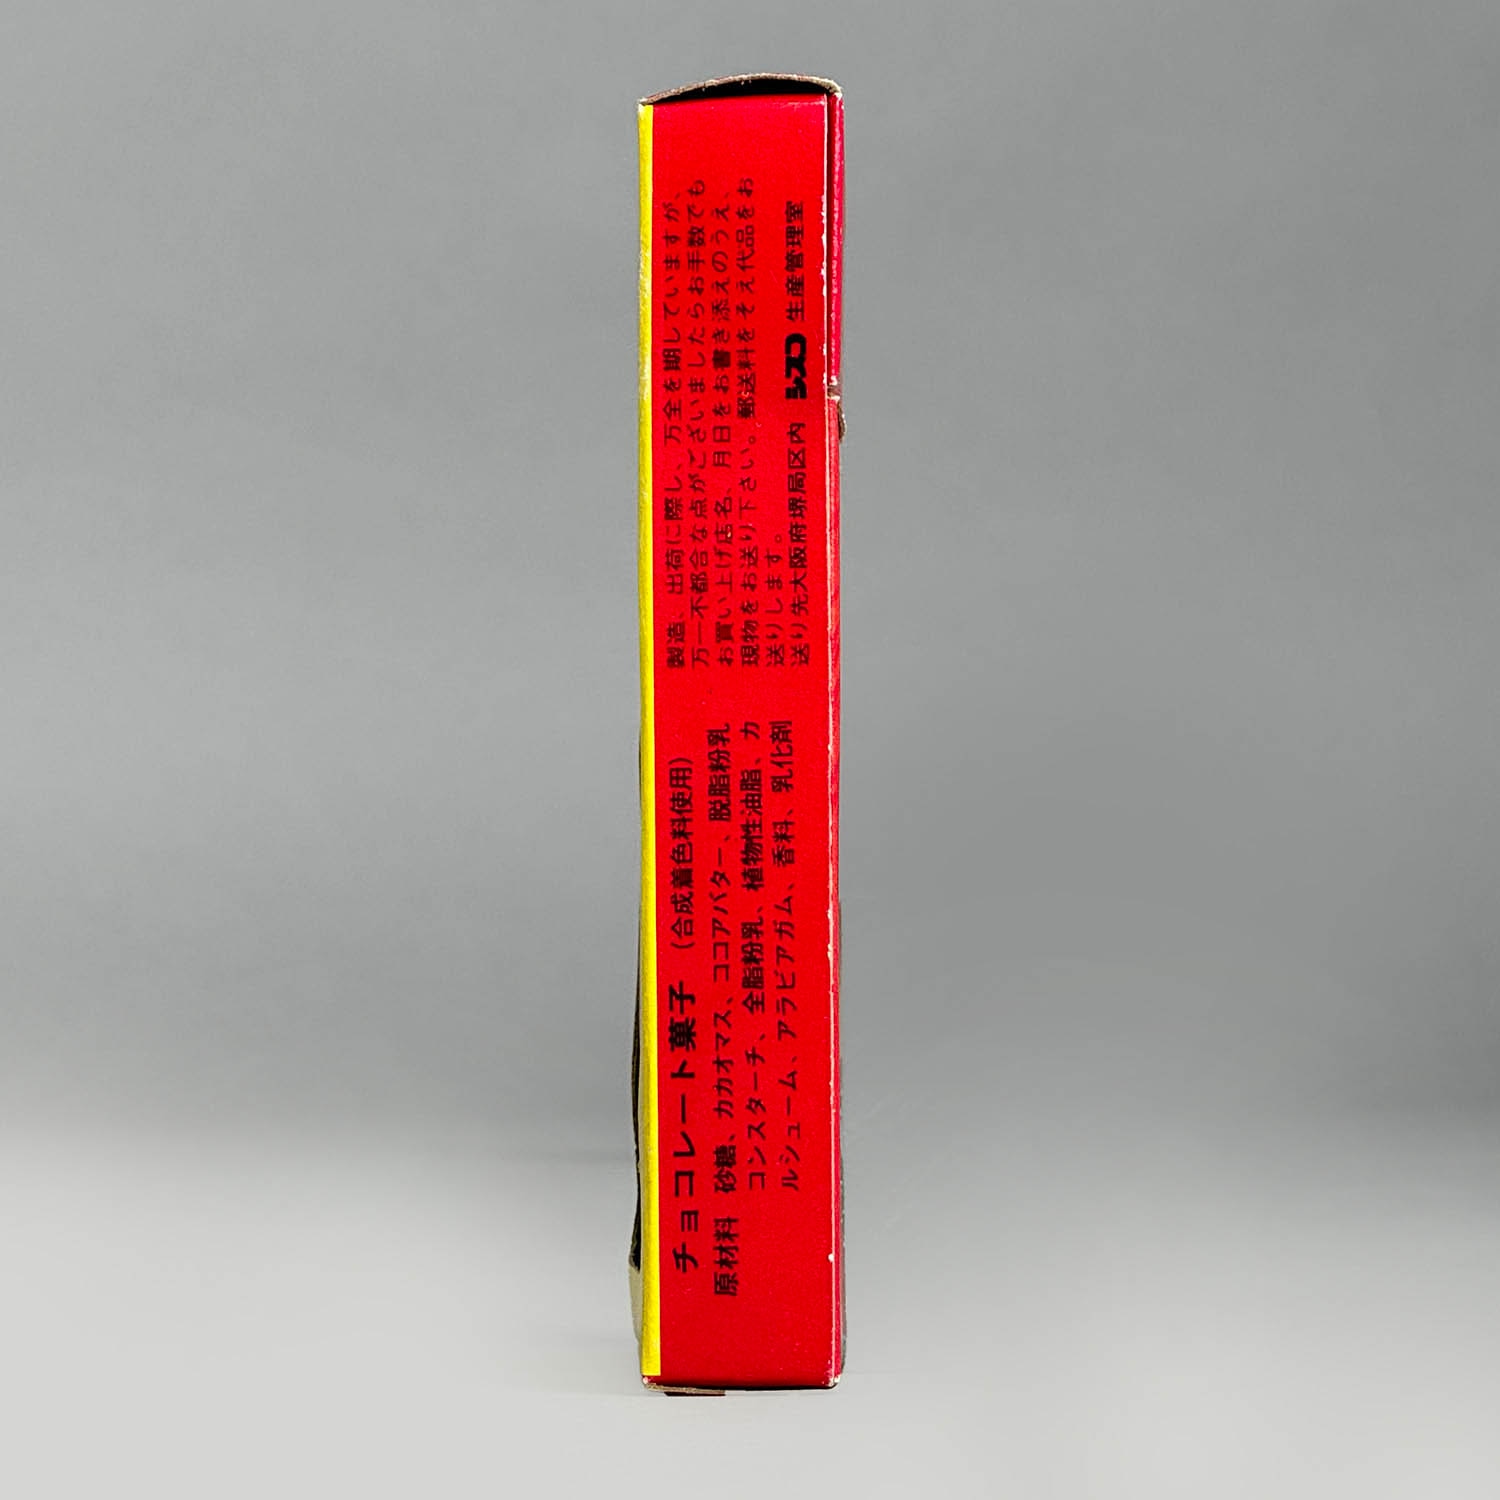 チョコレート菓子（合成着色料使用）
原材料 砂糖、カカオマス、ココアバター、脱脂粉乳
コンスターチ、全脂粉乳、植物性油脂、カ
ルシューム、アラビアガム、香料、乳化剤
製造、出荷に際し、万全を期していますが、
万一不都合な点がございましたらお手数でも
お買い上げ店名、月日をお書き添えのうえ、
現物をお送り下さい。郵送料をそえ代品をお
送りします。
送り先大阪府堺局区内 シスコ 生産管理室